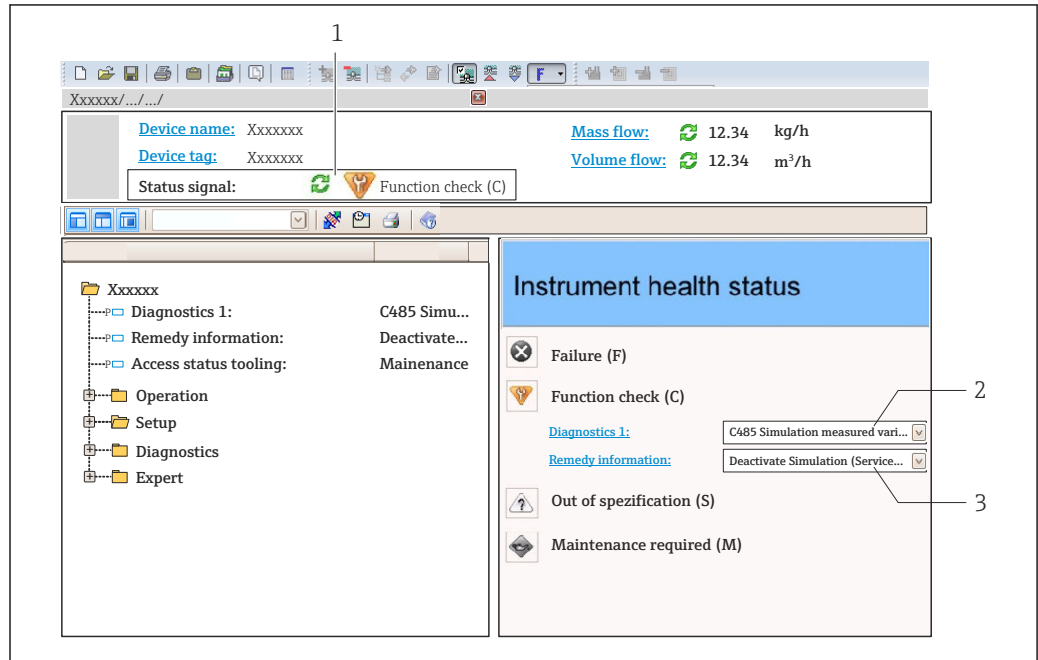 1
F
Xxxxxx/.../.../
Device name: Xxxxxxx
Mass flow: 12.34 kg/h
Device tag: Xxxxxxx
Volume flow: 12.34 m³/h
Status signal: Function check (C)
Xxxxxx
Diagnostics 1: C485 Simu...
Remedy information: Deactivate...
Access status tooling: Mainenance
Operation
Setup
Diagnostics
Expert
Instrument health status
Failure (F)
Function check (C)
2
Diagnostics 1: C485 Simulation measured vari...
Remedy information: Deactivate Simulation (Service...
3
Out of spezification (S)
Maintenance required (M)